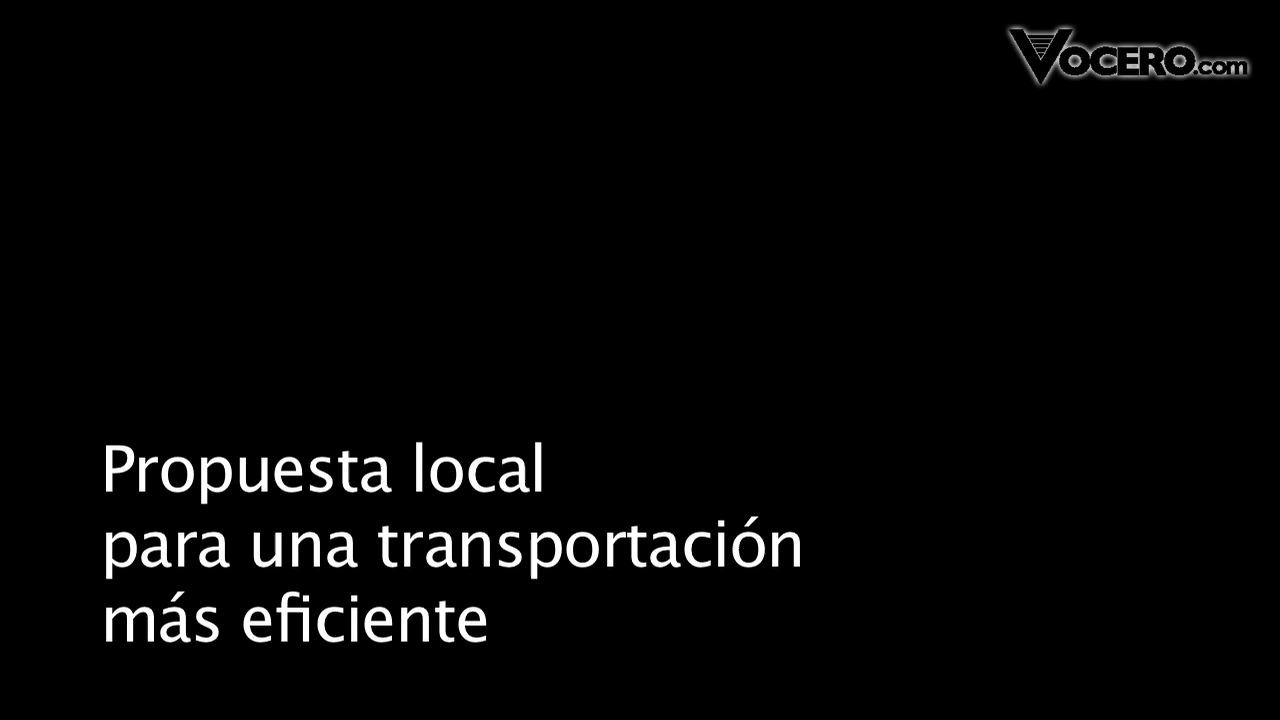 VOCERO.com
Propuesta local
para una transportación
más eficiente